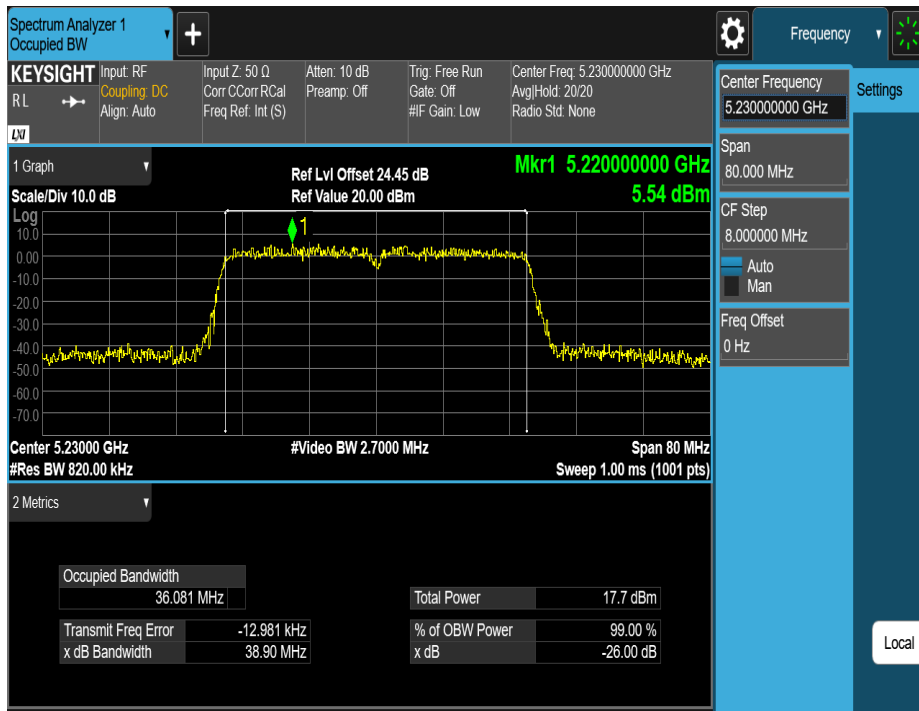 Spectrum Analyzer 1
Occupied BW
Frequency
KEYSIGHT
R L
LXI
Input: RF
Coupling: DC
Align: Auto
Input Z: 50 Ω
Corr CCorr RCal
Freq Ref: Int (S)
Atten: 10 dB
Preamp: Off
Trig: Free Run
Gate: Off
#IF Gain: Low
Center Freq: 5.230000000 GHz
Avg|Hold: 20/20
Radio Std: None
Center Frequency
5.230000000 GHz
Settings
Span
80.000 MHz
CF Step
8.000000 MHz
Auto
Man
Freq Offset
0 Hz
Local
1 Graph
Scale/Div 10.0 dB
Ref Lvl Offset 24.45 dB
Ref Value 20.00 dBm
Mkr1 5.220000000 GHz
5.54 dBm
Log
10.0
0.00
-10.0
-20.0
-30.0
-40.0
-50.0
-60.0
-70.0
1
Center 5.23000 GHz
#Video BW 2.7000 MHz
Span 80 MHz
#Res BW 820.00 kHz
Sweep 1.00 ms (1001 pts)
2 Metrics
Occupied Bandwidth
36.081 MHz
Total Power 17.7 dBm
Transmit Freq Error -12.981 kHz
% of OBW Power 99.00 %
x dB Bandwidth 38.90 MHz
x dB -26.00 dB